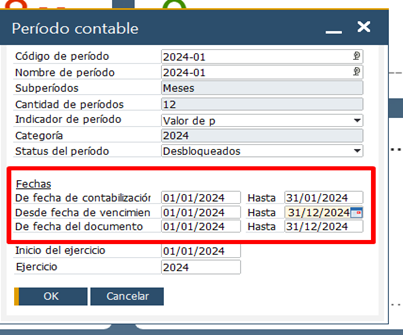 Período contable
Código de período 2024-01
Nombre de período 2024-01
Subperíodos Meses
Cantidad de períodos 12
Indicador de período Valor de p
Categoría 2024
Status del período Desbloqueados
Fechas
De fecha de contabilización 01/01/2024 Hasta 31/01/2024
Desde fecha de vencimien 01/01/2024 Hasta 31/12/2024
De fecha del documento 01/01/2024 Hasta 31/12/2024
Inicio del ejercicio 01/01/2024
Ejercicio 2024
OK Cancelar